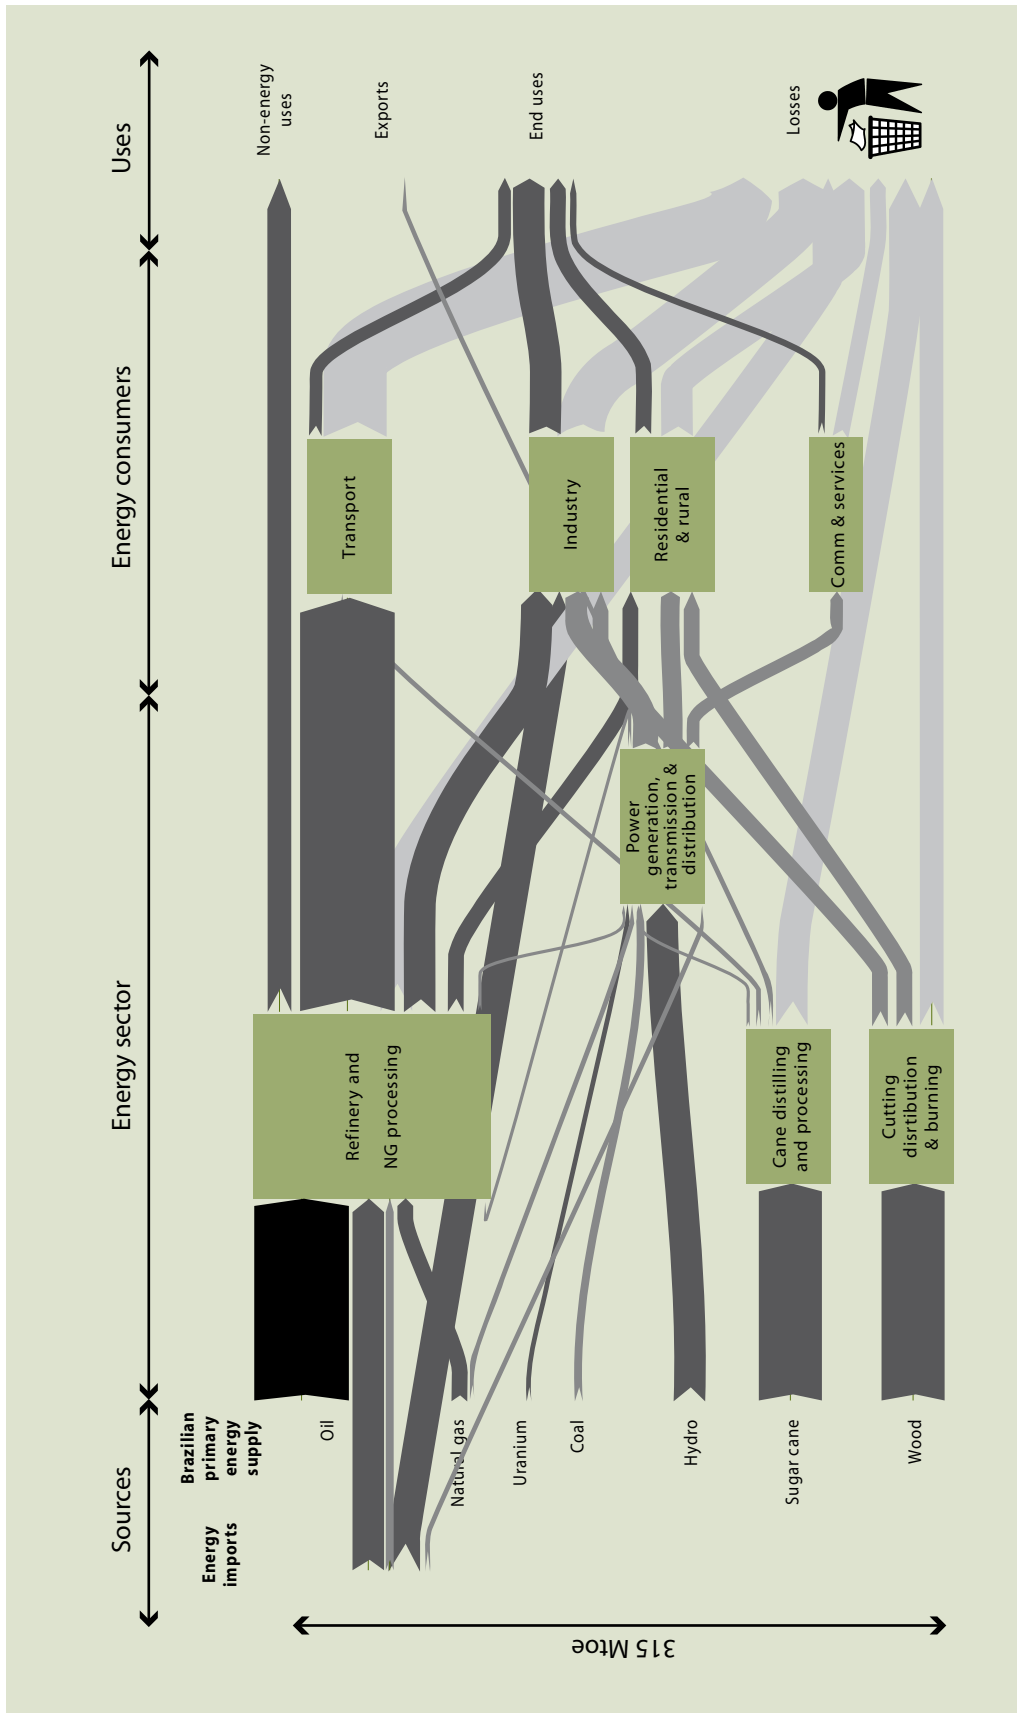 Sources
Energy sector
Energy consumers
Uses
Energy
imports
Brazilian
primary
energy
supply
Oil
Natural gas
Uranium
Coal
Hydro
Sugar cane
Wood
Refinery and
NG processing
Power
generation,
transmission &
distribution
Cane distilling
and processing
Cutting
disrtibution
& burning
Transport
Industry
Residential
& rural
Comm & services
Non-energy
uses
Exports
End uses
Losses
315 Mtoe